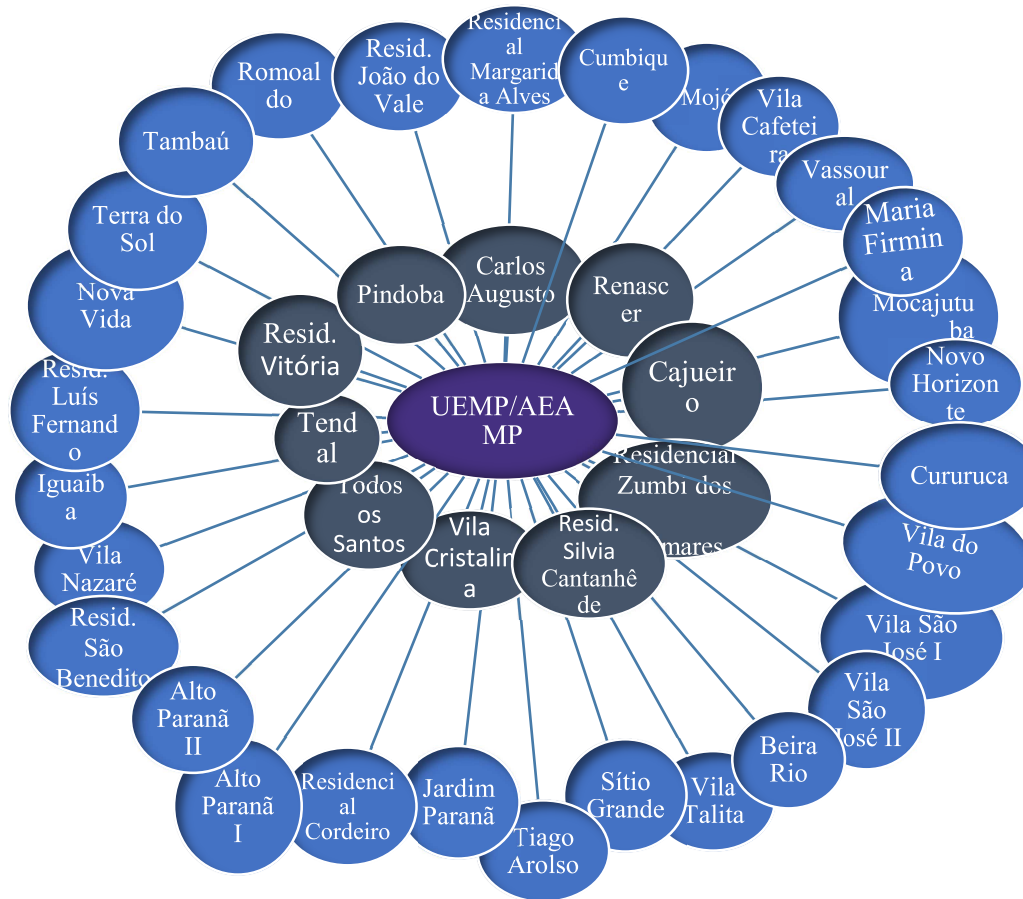 UEMP/AEA
MP
Carlos
Augusto
Renasc
er
Cajueir
o
Residencial
Zumbi dos
mares
Resid.
Silvia
Cantanhê
de
Vila
Cristalin
a
Todos
os
Santos
Tend
al
Resid.
Vitória
Pindoba
Residenci
al
Margarid
a Alves
Cumbiqu
e
Mojó
Vila
Cafetei
ra
Vassour
al
Maria
Firmin
a
Mocajutu
ba
Novo
Horizon
te
Cururuca
Vila do
Povo
Vila São
José I
Vila
São
José II
Beira
Rio
Vila
Talita
Sítio
Grande
Tiago
Arolso
Jardim
Paranã
Residenci
al
Cordeiro
Alto
Paranã
I
Alto
Paranã
II
Resid.
São
Benedito
Vila
Nazaré
Iguaib
a
Resid.
Luís
Fernand
o
Nova
Vida
Terra do
Sol
Tambaú
Romoal
do
Resid.
João do
Vale